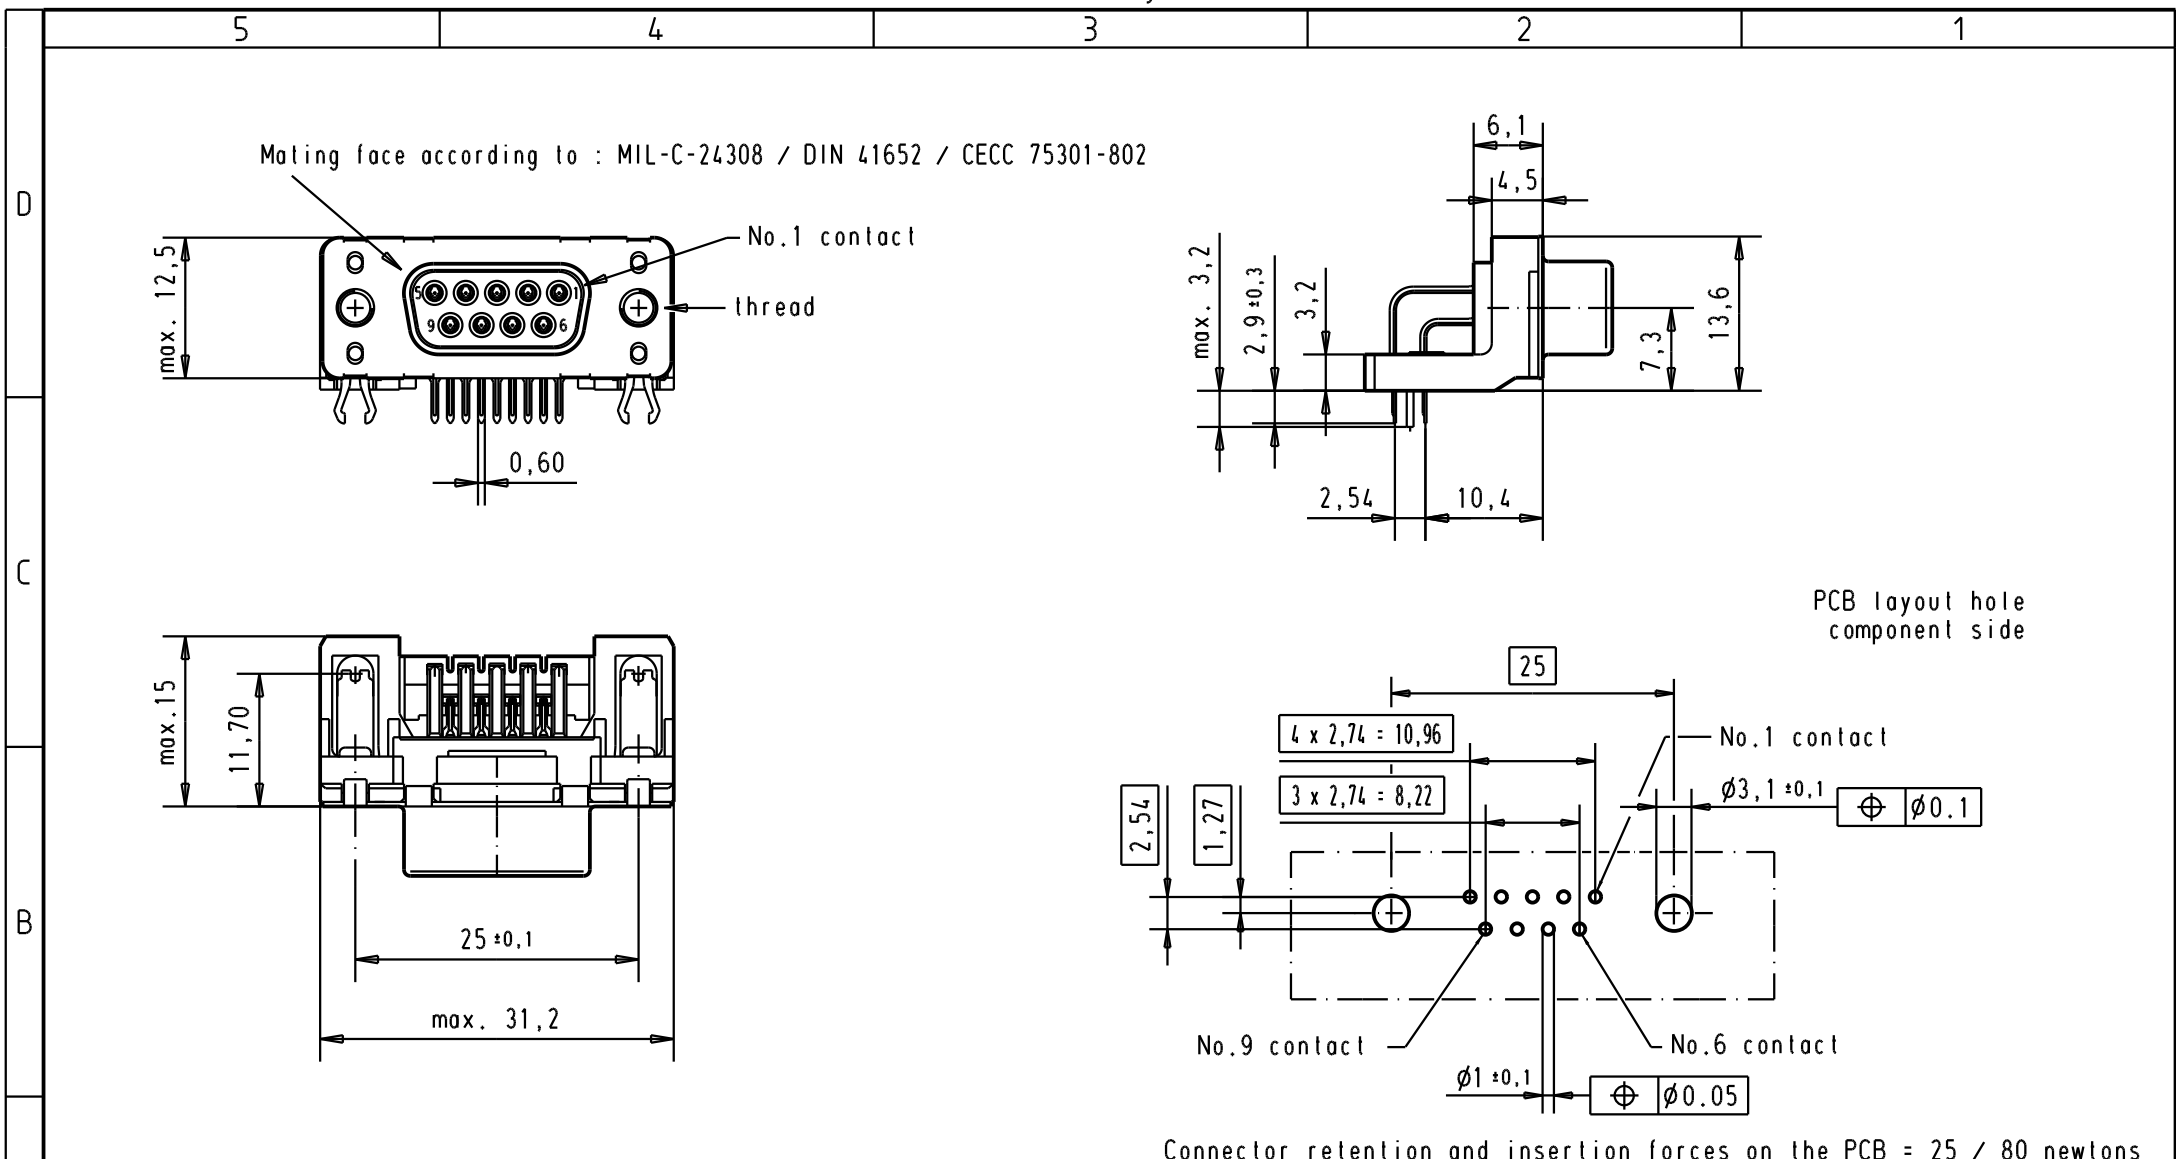 5 4 3 2 1
D
C
B
Mating face according to : MIL-C-24308 / DIN 41652 / CECC 75301-802
No.1 contact
thread
max. 12,5
5 1
9 6
0,60
6,1
4,5
max. 3,2
2,9 ±0,3
3,2
13,6
7,3
2,54
10,4
max.15
11,70
25 ±0,1
max. 31,2
PCB layout hole
component side
25
4 x 2,74 = 10,96
No.1 contact
3 x 2,74 = 8,22
Ø3,1 ±0,1
Ø0.1
2,54
1,27
No.9 contact
No.6 contact
Ø1 ±0,1
Ø0.05
Connector retention and insertion forces on the PCB = 25 / 80 newtons